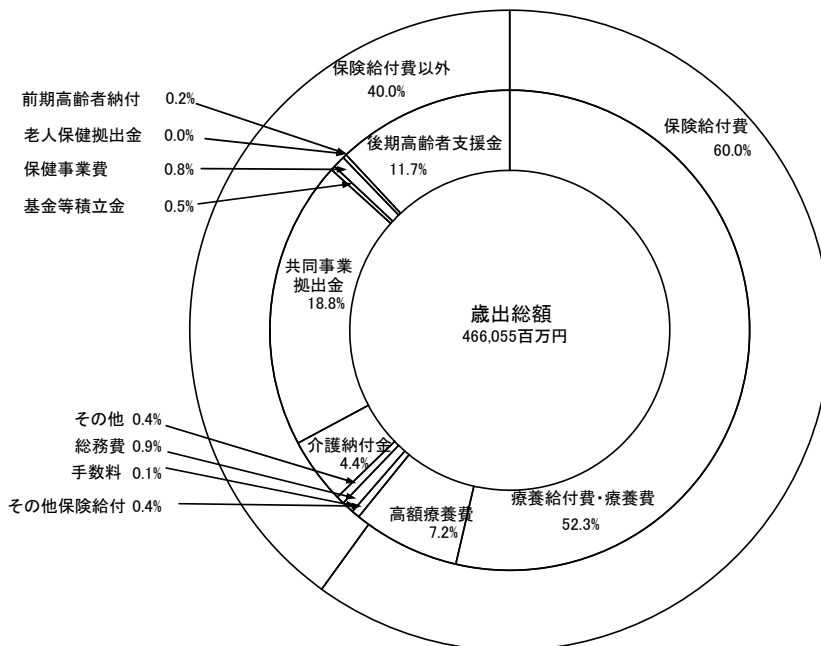 保険給付費以外
40.0%
保険給付費
60.0%
前期高齢者納付 0.2%
老人保健拠出金 0.0%
保健事業費 0.8%
基金等積立金 0.5%
後期高齢者支援金
11.7%
共同事業
拠出金
18.8%
歳出総額
466,055百万円
その他 0.4%
総務費 0.9%
手数料 0.1%
その他保険給付 0.4%
介護納付金
4.4%
高額療養費
7.2%
療養給付費・療養費
52.3%